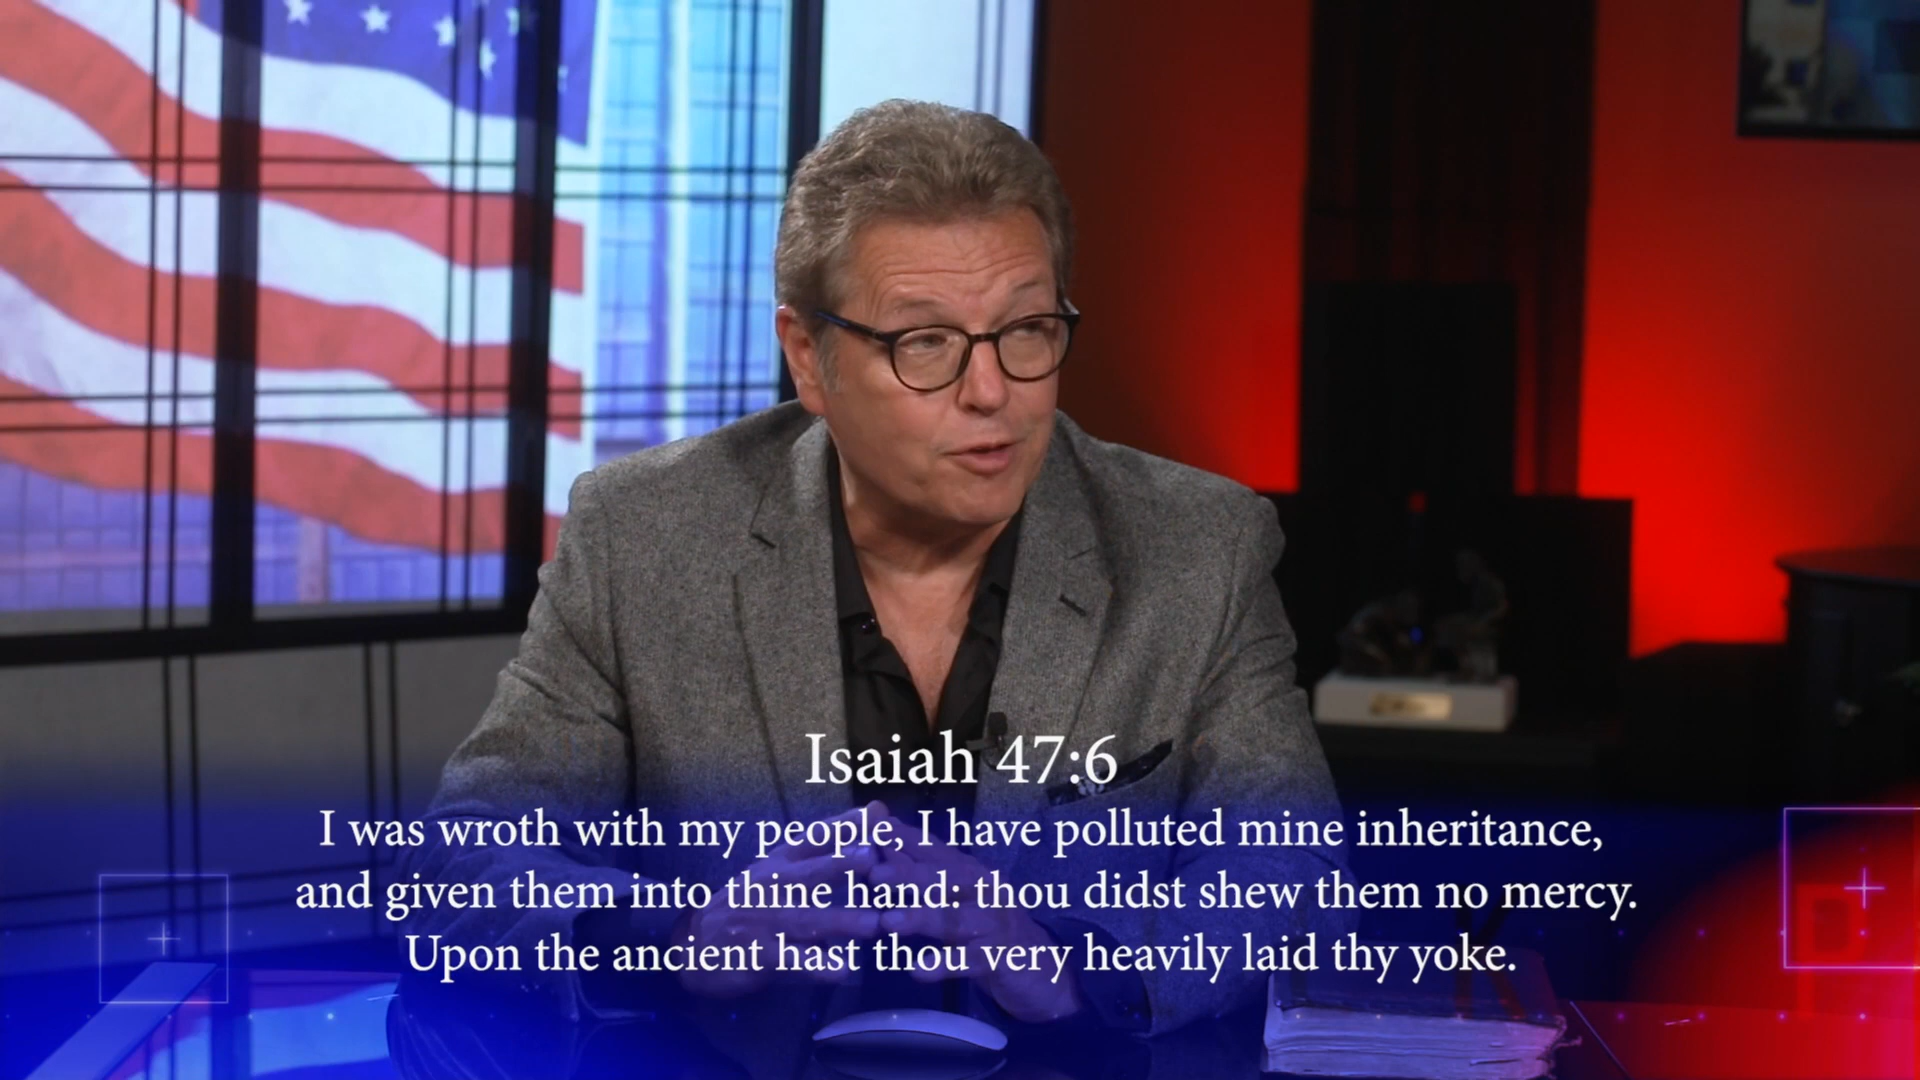 Isaiah 47:6
I was wroth with my people, I have polluted mine inheritance,
and given them into thine hand: thou didst shew them no mercy.
Upon the ancient hast thou very heavily laid thy yoke.